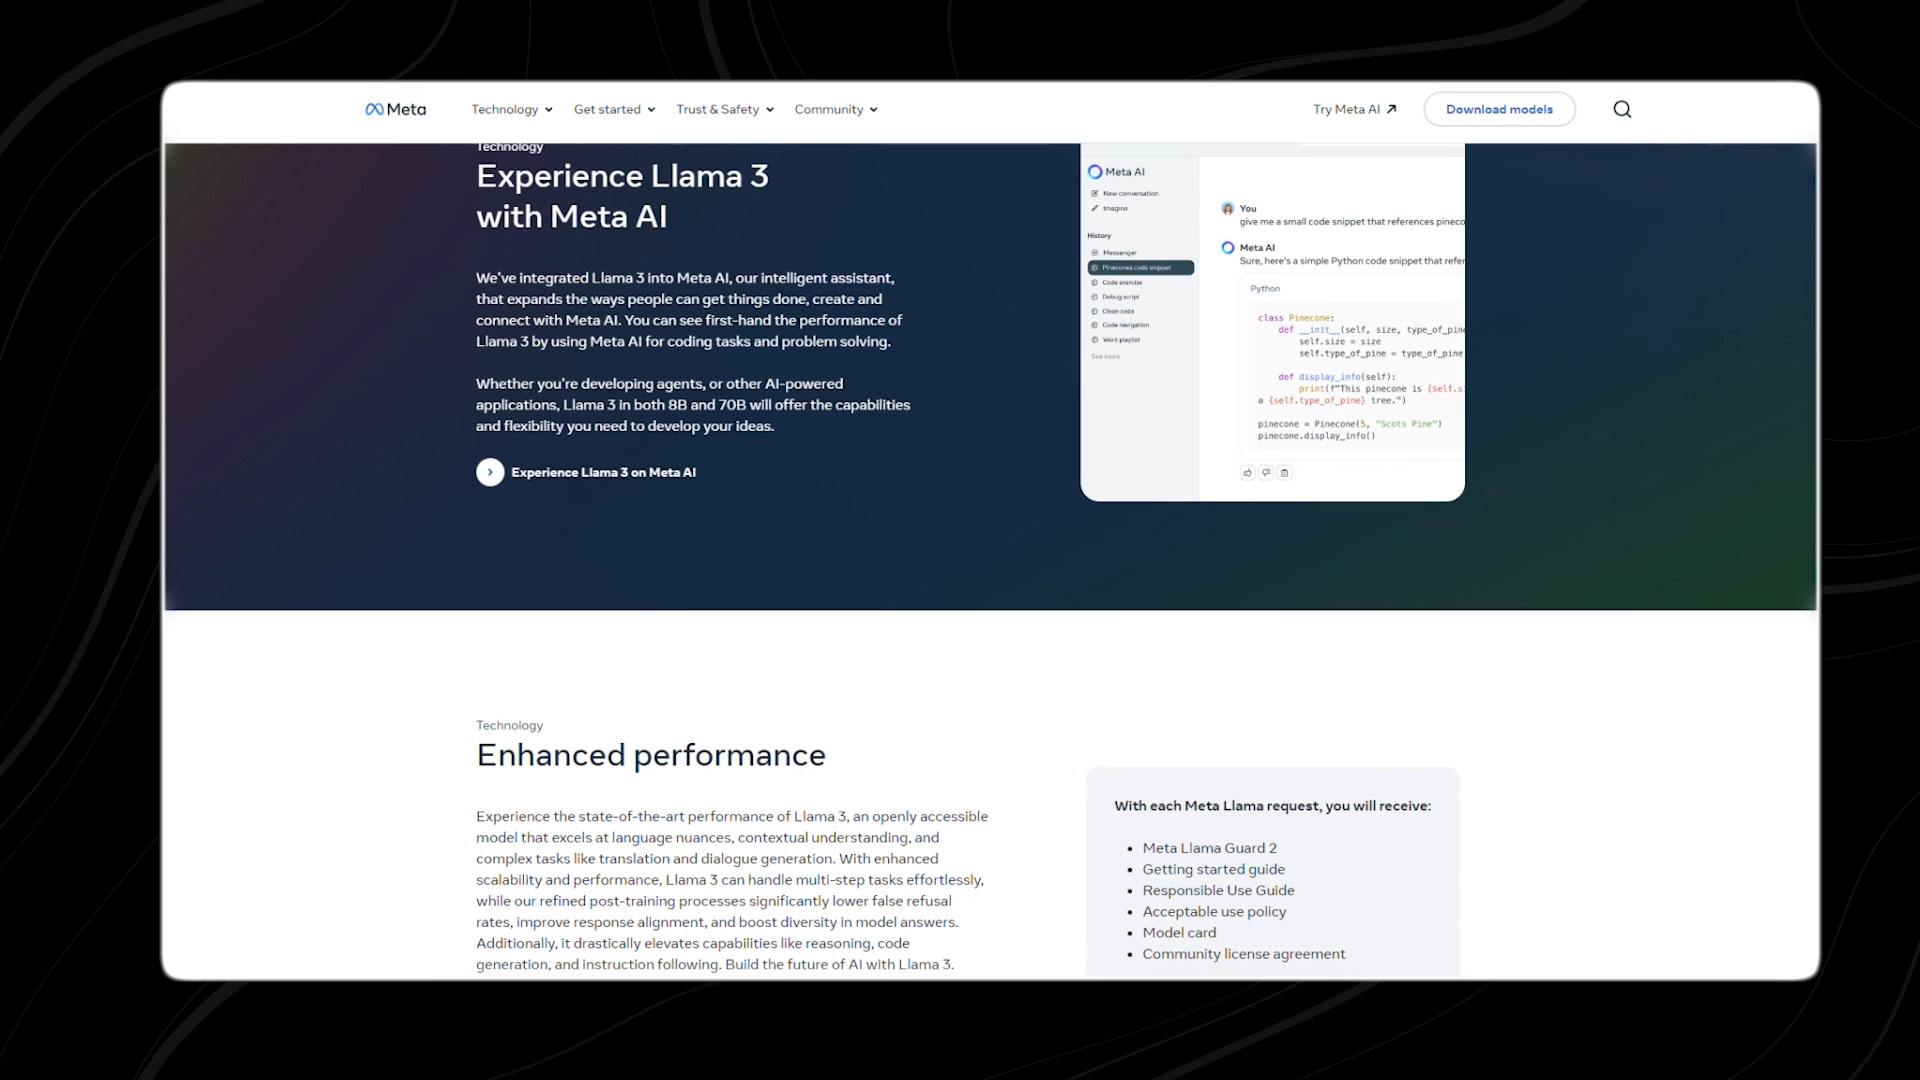 Meta
Technology
Get started
Trust & Safety
Community
Try Meta AI
Download models
Technology
Experience Llama 3
with Meta AI
We've integrated Llama 3 into Meta AI, our intelligent assistant,
that expands the ways people can get things done, create and
connect with Meta AI. You can see first-hand the performance of
Llama 3 by using Meta AI for coding tasks and problem solving.
Whether you're developing agents, or other AI-powered
applications, Llama 3 in both 8B and 70B will offer the capabilities
and flexibility you need to develop your ideas.
Experience Llama 3 on Meta AI
Meta AI
New conversation
Imagine
History
Messenger
Pinecones code snippet
Code exercise
Debug script
Clean code
Code navigation
Work playlist
See more
You
give me a small code snippet that references pineco
Meta AI
Sure, here's a simple Python code snippet that refer
Python
class Pinecone:
def __init__(self, size, type_of_pine
self.size = size
self.type_of_pine = type_of_pine
def display_info(self):
print(f"This pinecone is {self.si
a {self.type_of_pine} tree.")
pinecone = Pinecone(5, "Scots Pine")
pinecone.display_info()
Technology
Enhanced performance
Experience the state-of-the-art performance of Llama 3, an openly accessible
model that excels at language nuances, contextual understanding, and
complex tasks like translation and dialogue generation. With enhanced
scalability and performance, Llama 3 can handle multi-step tasks effortlessly,
while our refined post-training processes significantly lower false refusal
rates, improve response alignment, and boost diversity in model answers.
Additionally, it drastically elevates capabilities like reasoning, code
generation, and instruction following. Build the future of AI with Llama 3.
With each Meta Llama request, you will receive:
• Meta Llama Guard 2
• Getting started guide
• Responsible Use Guide
• Acceptable use policy
• Model card
• Community license agreement